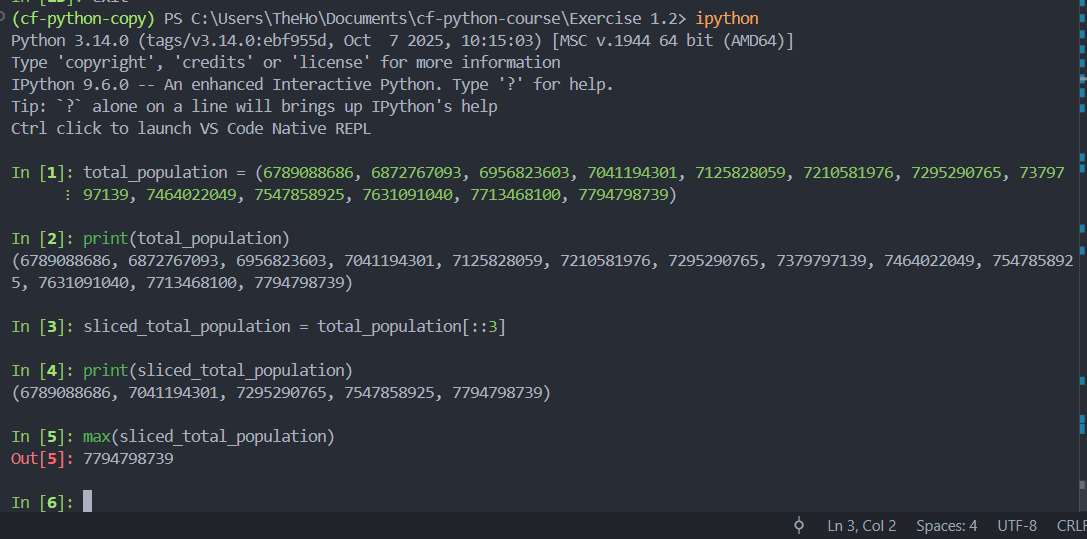 (cf-python-copy) PS C:\Users\TheHo\Documents\cf-python-course\Exercise 1.2> ipython
Python 3.14.0 (tags/v3.14.0:ebf955d, Oct  7 2025, 10:15:03) [MSC v.1944 64 bit (AMD64)]
Type 'copyright', 'credits' or 'license' for more information
IPython 9.6.0 -- An enhanced Interactive Python. Type '?' for help.
Tip: `?` alone on a line will brings up IPython's help
Ctrl click to launch VS Code Native REPL
In [1]: total_population = (6789088686, 6872767093, 6956823603, 7041194301, 7125828059, 7210581976, 7295290765, 73797
⋮ 97139, 7464022049, 7547858925, 7631091040, 7713468100, 7794798739)
In [2]: print(total_population)
(6789088686, 6872767093, 6956823603, 7041194301, 7125828059, 7210581976, 7295290765, 7379797139, 7464022049, 754785892
5, 7631091040, 7713468100, 7794798739)
In [3]: sliced_total_population = total_population[::3]
In [4]: print(sliced_total_population)
(6789088686, 7041194301, 7295290765, 7547858925, 7794798739)
In [5]: max(sliced_total_population)
Out[5]: 7794798739
In [6]:
Ln 3, Col 2 Spaces: 4 UTF-8 CRLF